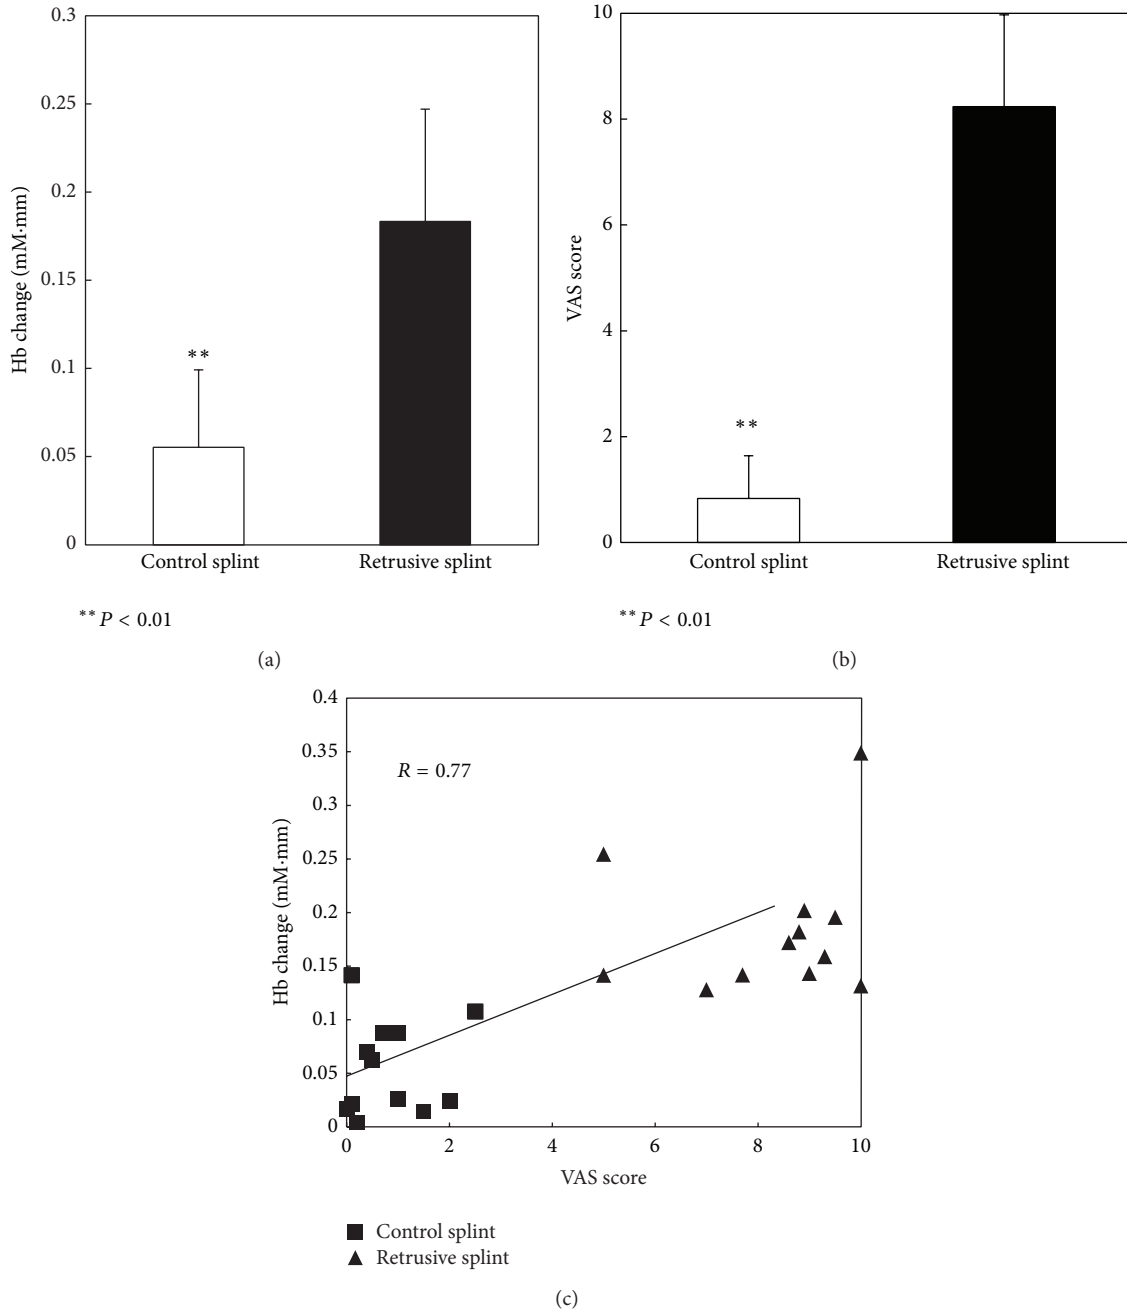 0.3
0.25
0.2
0.15
0.1
0.05
0
Hb change (mM·mm)
**
Control splint
Retrusive splint
** P < 0.01
(a)
10
8
6
4
2
0
VAS score
**
Control splint
Retrusive splint
** P < 0.01
(b)
0.4
0.35
0.3
0.25
0.2
0.15
0.1
0.05
0
Hb change (mM·mm)
R = 0.77
0 2 4 6 8 10
VAS score
Control splint
Retrusive splint
(c)